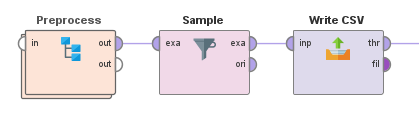 Preprocess
in
out
out
Sample
exa
exa
ori
Write CSV
inp
thr
fil